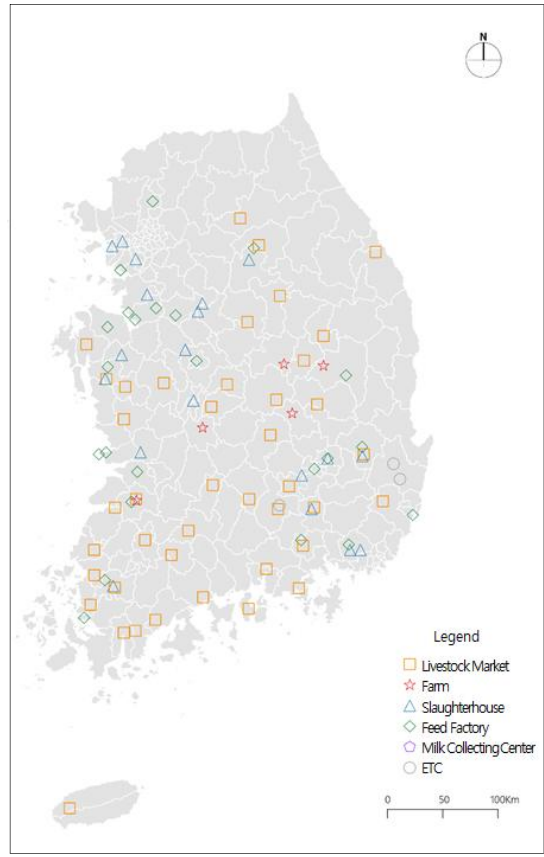 N
Legend
Livestock Market
Farm
Slaughterhouse
Feed Factory
Milk Collecting Center
ETC
0 50 100Km